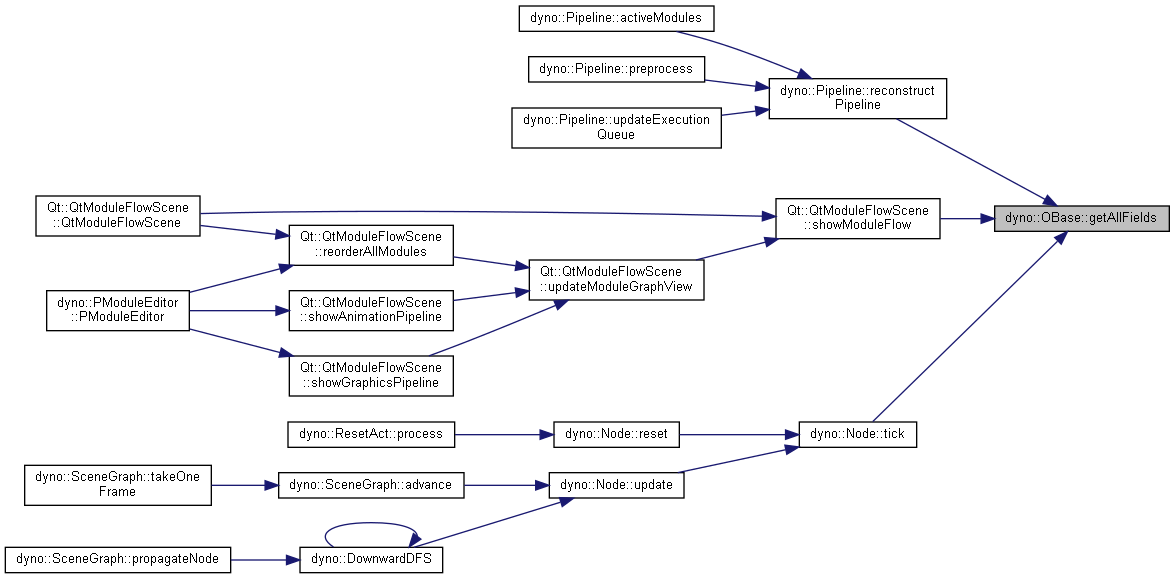 dyno::Pipeline::activeModules
dyno::Pipeline::preprocess
dyno::Pipeline::reconstruct
Pipeline
dyno::Pipeline::updateExecution
Queue
Qt::QtModuleFlowScene
::QtModuleFlowScene
Qt::QtModuleFlowScene
::showModuleFlow
dyno::OBase::getAllFields
Qt::QtModuleFlowScene
::reorderAllModules
Qt::QtModuleFlowScene
::updateModuleGraphView
dyno::PModuleEditor
::PModuleEditor
Qt::QtModuleFlowScene
::showAnimationPipeline
Qt::QtModuleFlowScene
::showGraphicsPipeline
dyno::ResetAct::process
dyno::Node::reset
dyno::Node::tick
dyno::SceneGraph::takeOne
Frame
dyno::SceneGraph::advance
dyno::Node::update
dyno::SceneGraph::propagateNode
dyno::DownwardDFS